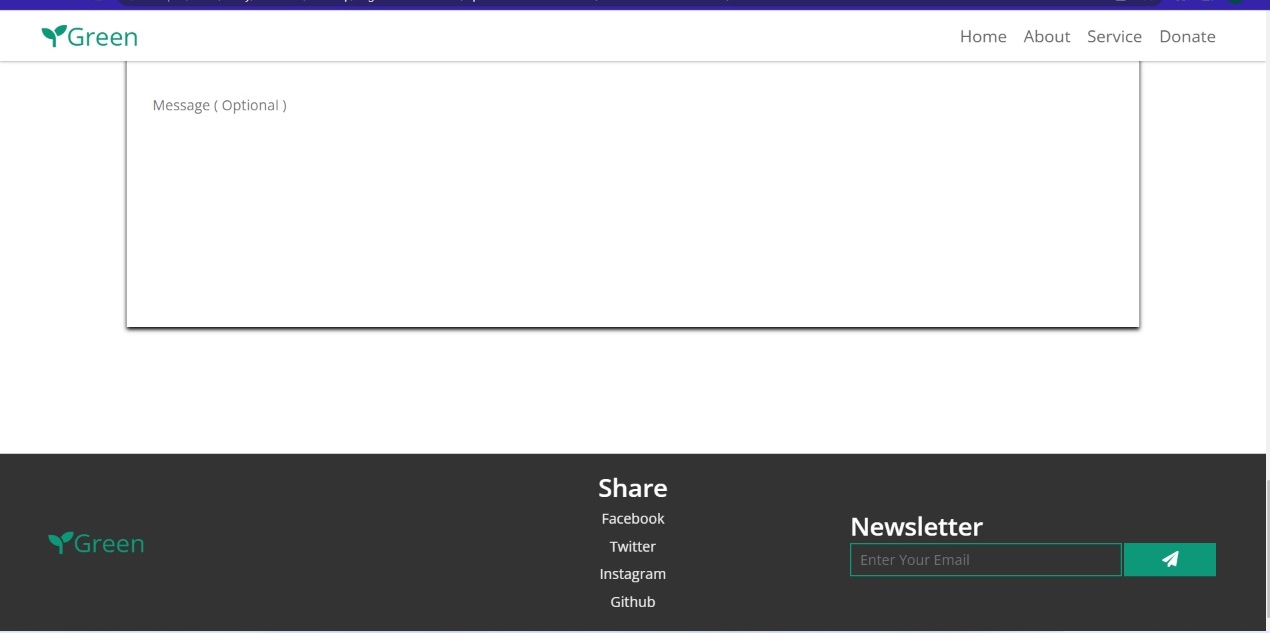 Green
Home About Service Donate
Message ( Optional )
Green
Share
Facebook
Twitter
Instagram
Github
Newsletter
Enter Your Email